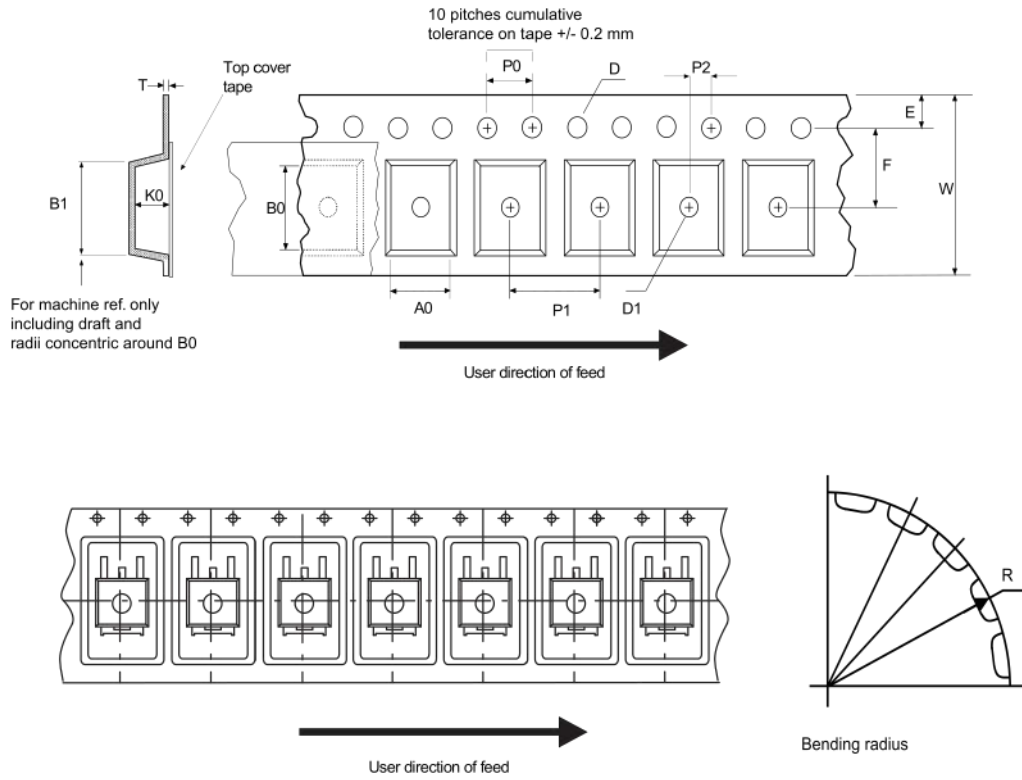 10 pitches cumulative
tolerance on tape +/- 0.2 mm
T
Top cover
tape
P0
D
P2
E
F
W
B1
K0
B0
For machine ref. only
including draft and
radii concentric around B0
A0
P1
D1
User direction of feed
R
Bending radius
User direction of feed